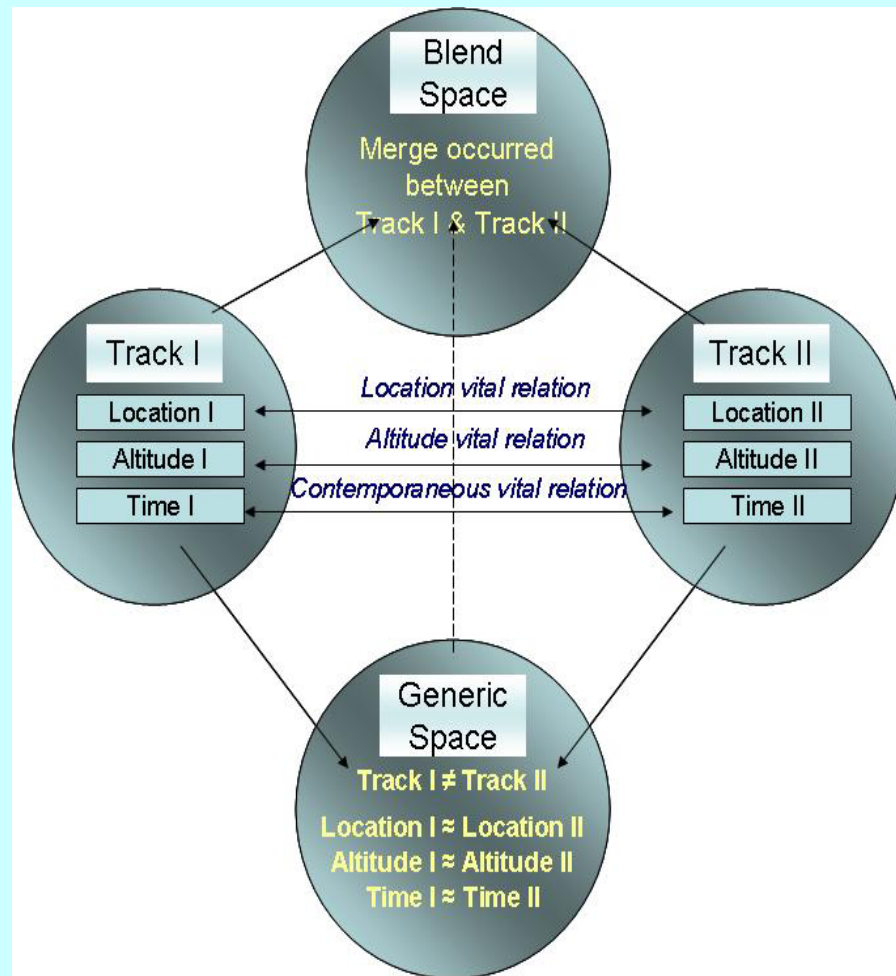 Blend
Space
Merge occurred
between
Track I & Track II
Track I
Location I
Altitude I
Time I
Location vital relation
Altitude vital relation
Contemporaneous vital relation
Track II
Location II
Altitude II
Time II
Generic
Space
Track I ≠ Track II
Location I ≈ Location II
Altitude I ≈ Altitude II
Time I ≈ Time II